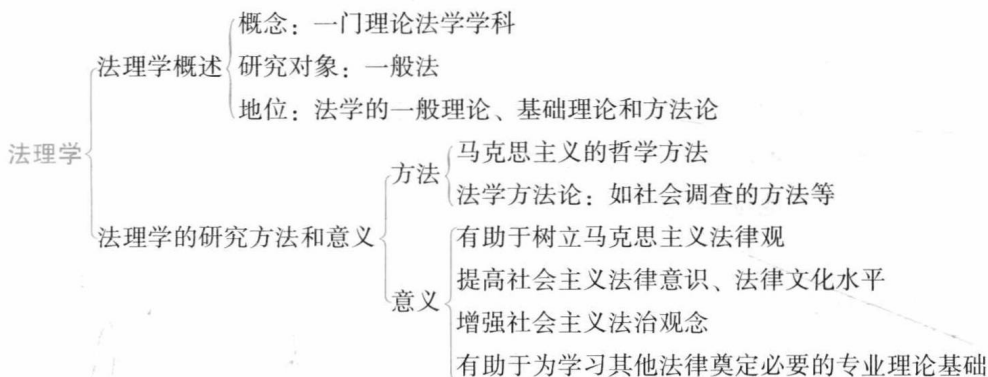 概念：一门理论法学学科
法理学概述
研究对象：一般法
地位：法学的一般理论、基础理论和方法论
法理学
方法
马克思主义的哲学方法
法学方法论：如社会调查的方法等
法理学的研究方法和意义
意义
有助于树立马克思主义法律观
提高社会主义法律意识、法律文化水平
增强社会主义法治观念
有助于为学习其他法律奠定必要的专业理论基础